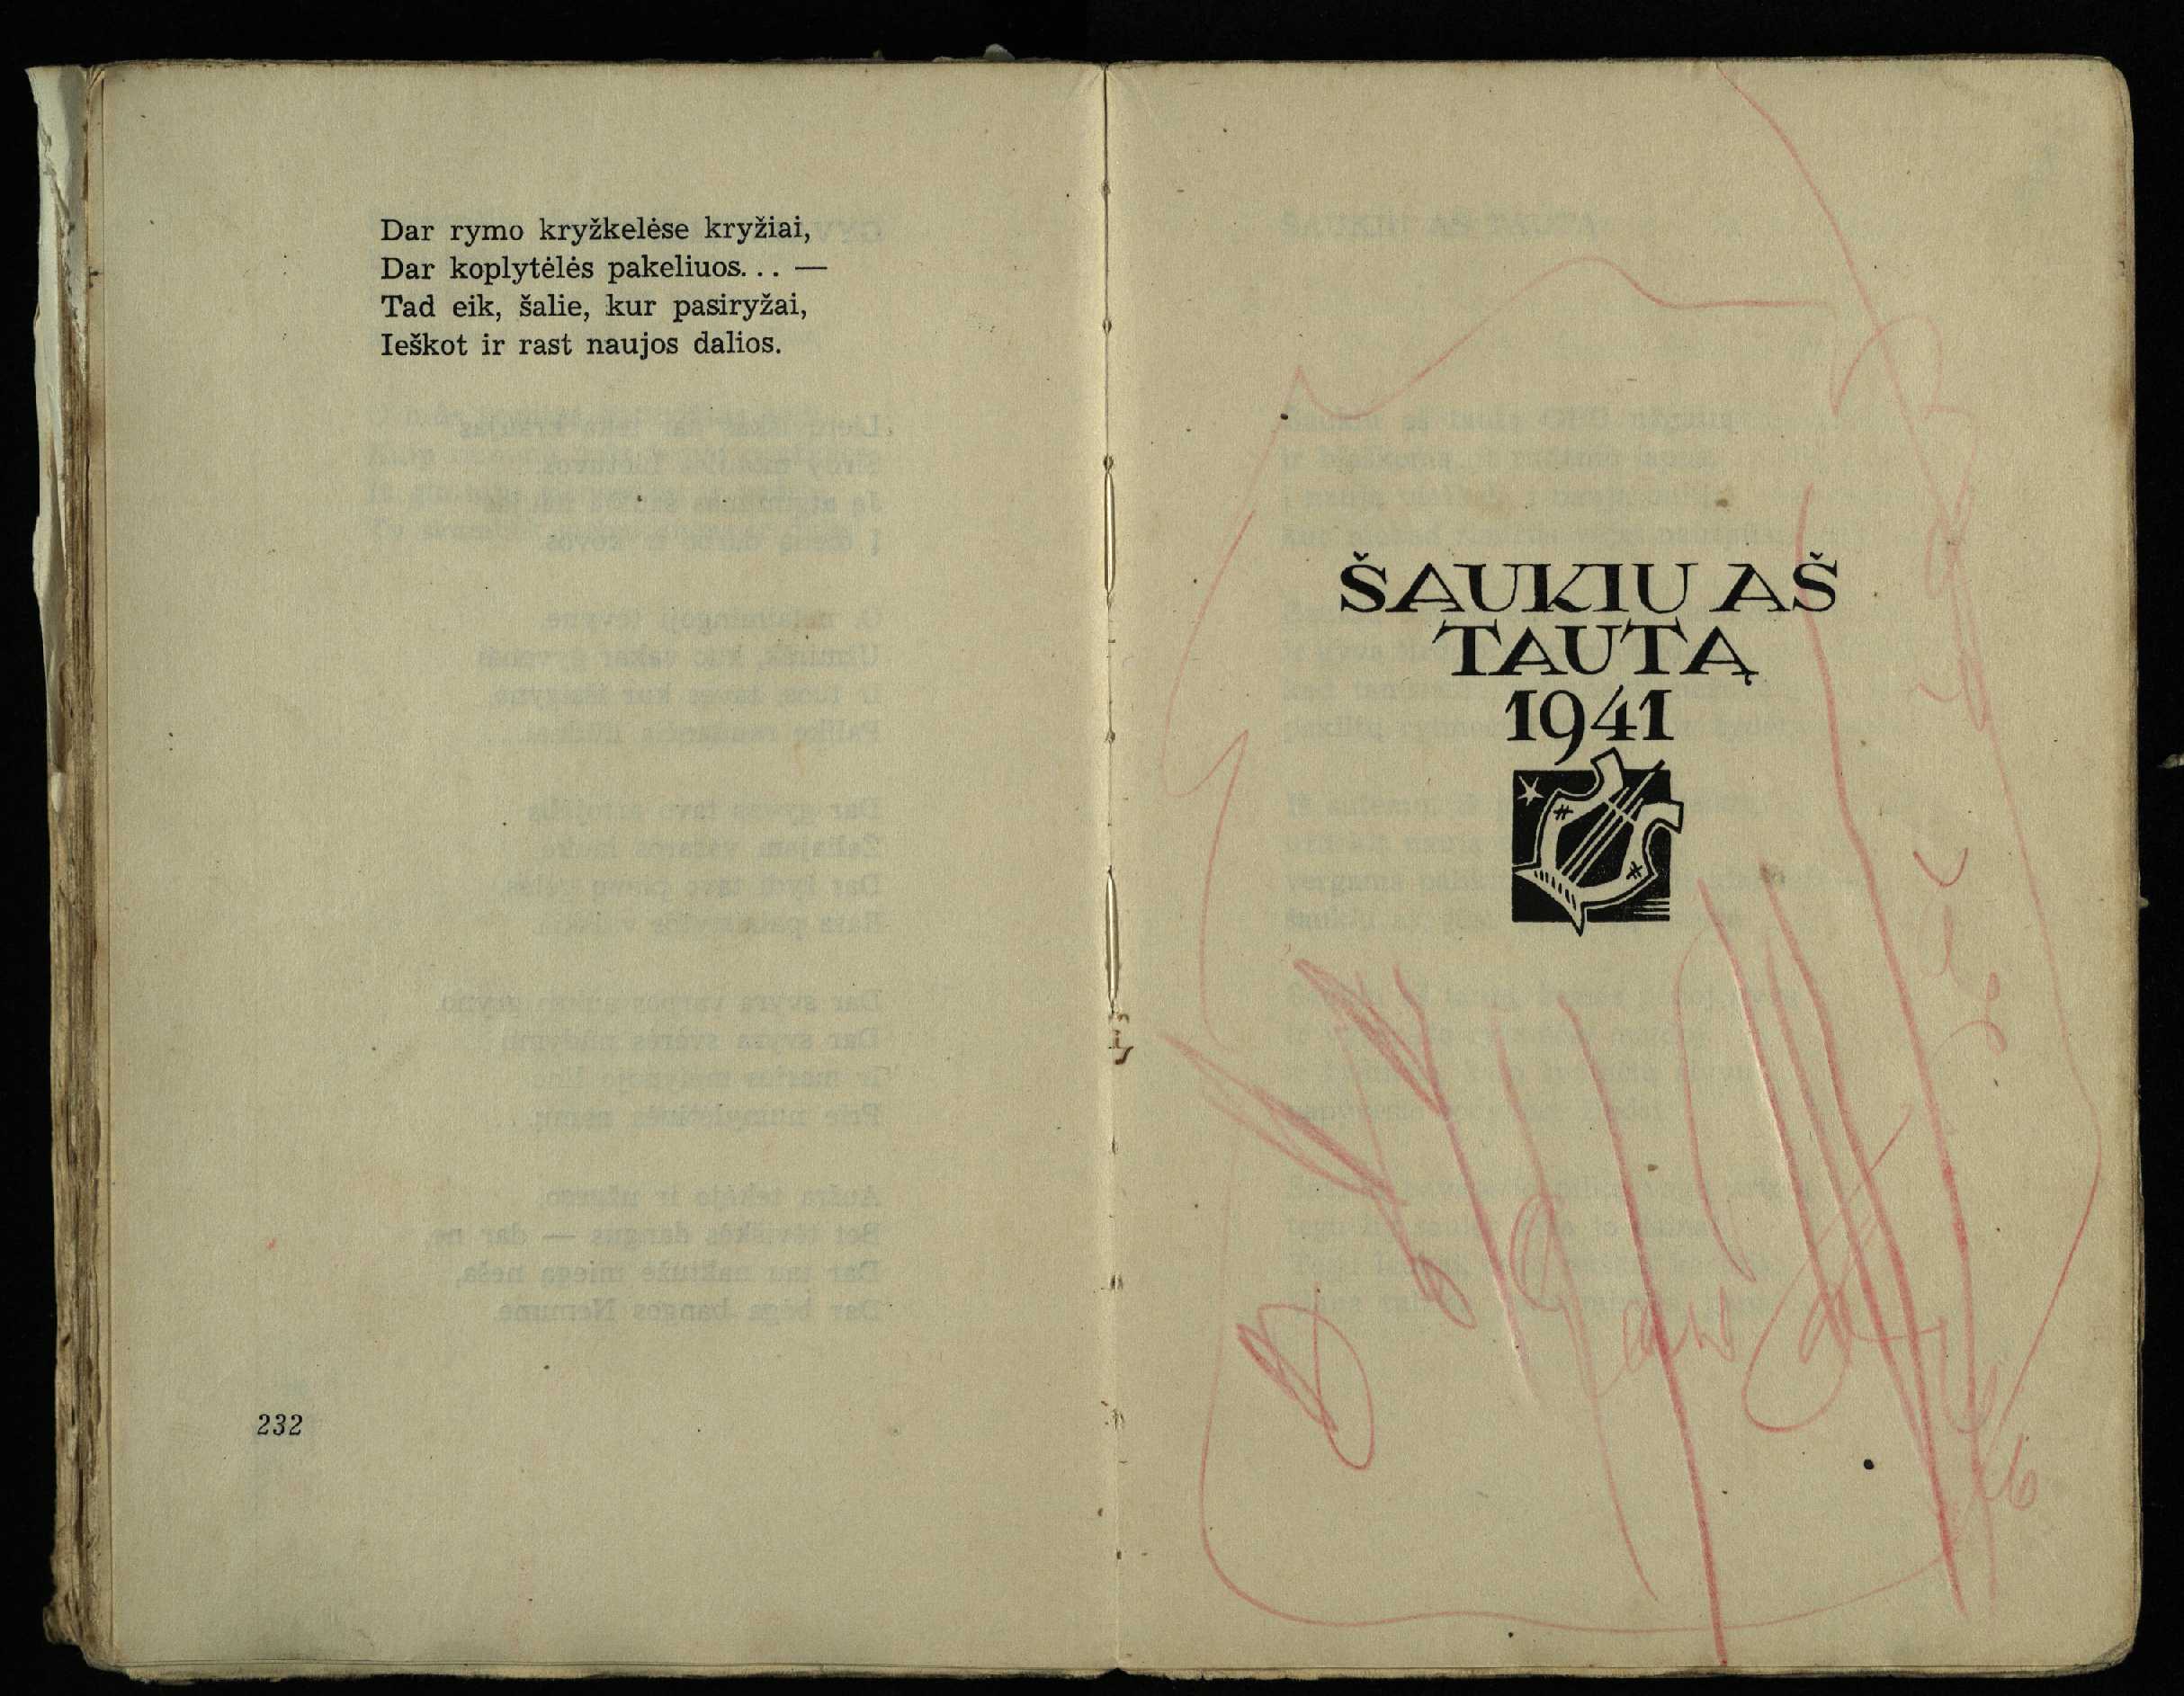 Dar rymo kryžkelėse kryžiai,
Dar koplytėlės pakeliuos... —
Tad eik, šalie, kur pasiryžai,
Ieškot ir rast naujos dalios.
232
ŠAUKIU AŠ
TAUTĄ
1941